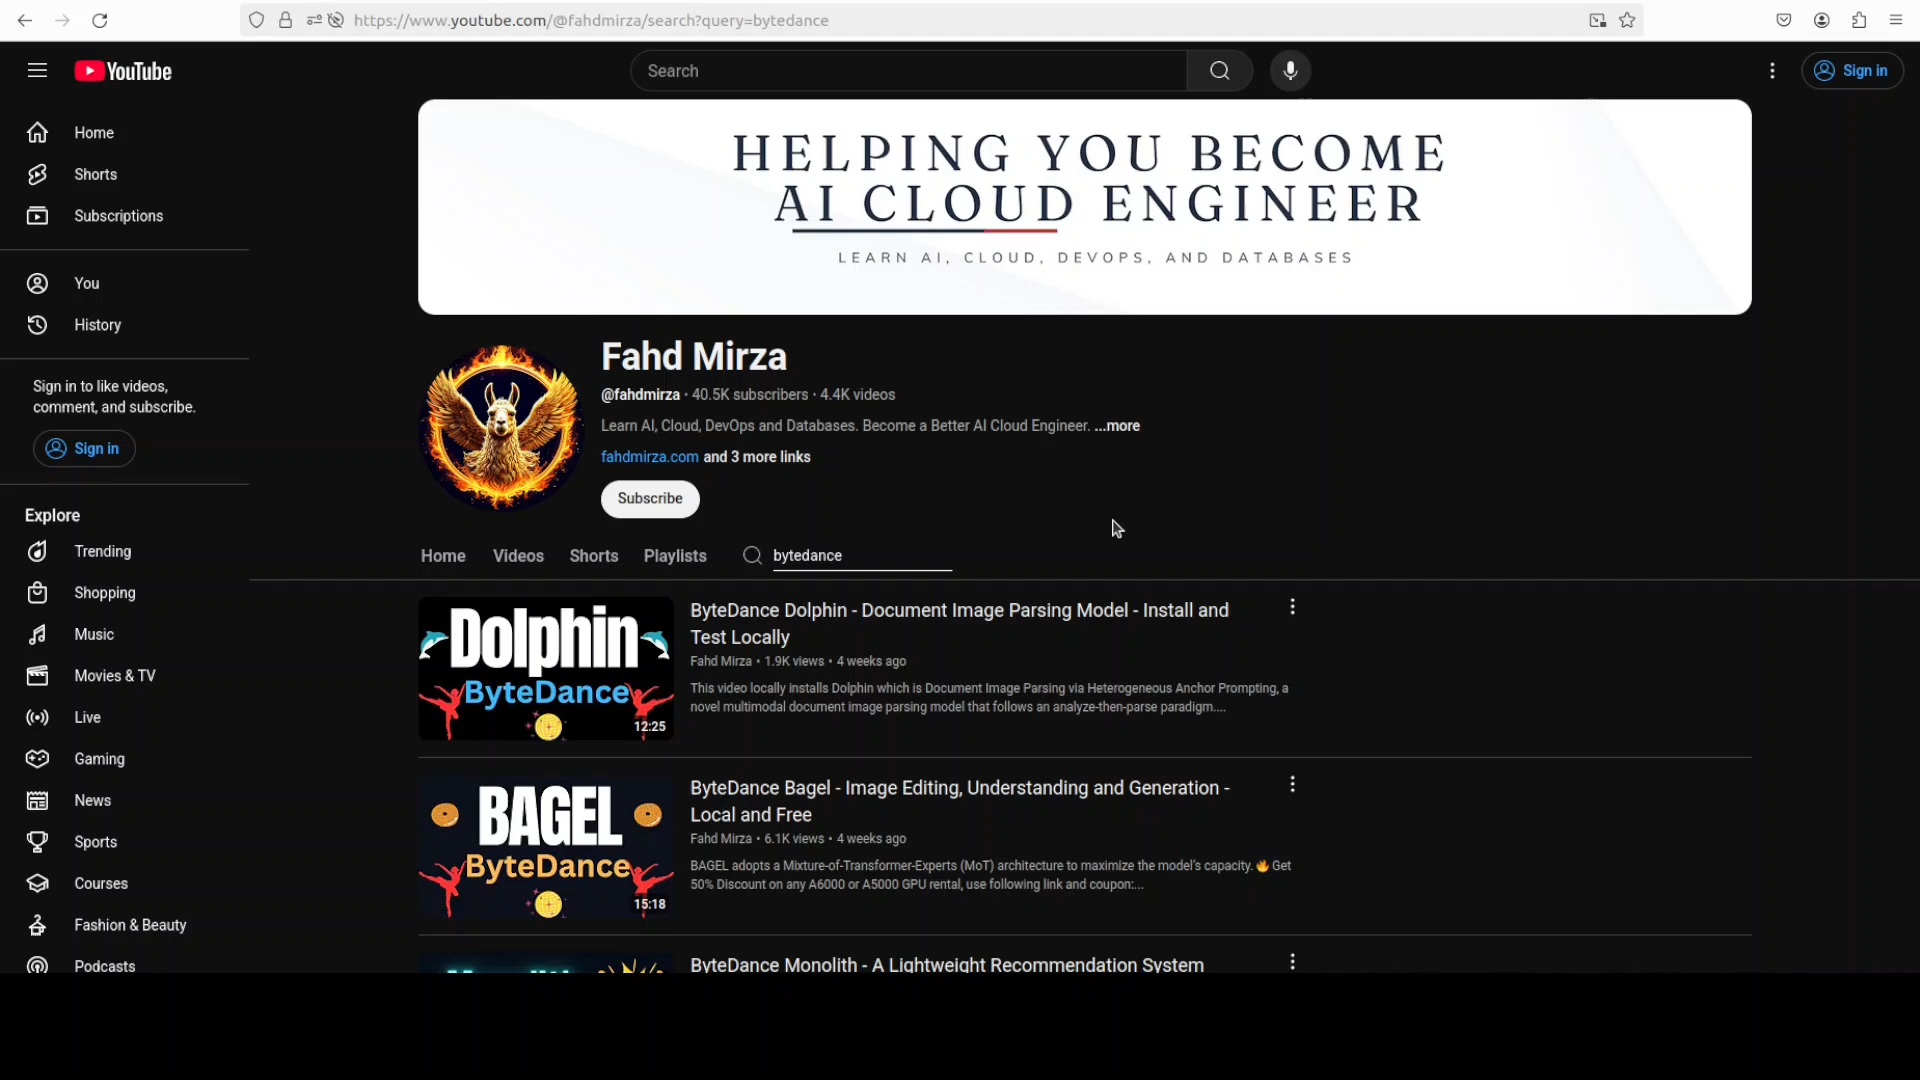 https://www.youtube.com/@fahdmirza/search?query=bytedance
YouTube
Search
Sign in
Home
Shorts
Subscriptions
You
History
Sign in to like videos,
comment, and subscribe.
Sign in
Explore
Trending
Shopping
Music
Movies & TV
Live
Gaming
News
Sports
Courses
Fashion & Beauty
Podcasts
HELPING YOU BECOME
AI CLOUD ENGINEER
LEARN AI, CLOUD, DEVOPS, AND DATABASES
Fahd Mirza
@fahdmirza · 40.5K subscribers · 4.4K videos
Learn AI, Cloud, DevOps and Databases. Become a Better AI Cloud Engineer. ...more
fahdmirza.com and 3 more links
Subscribe
Home Videos Shorts Playlists bytedance
Dolphin
ByteDance
12:25
ByteDance Dolphin - Document Image Parsing Model - Install and
Test Locally
Fahd Mirza • 1.9K views • 4 weeks ago
This video locally installs Dolphin which is Document Image Parsing via Heterogeneous Anchor Prompting, a
novel multimodal document image parsing model that follows an analyze-then-parse paradigm....
BAGEL
ByteDance
15:18
ByteDance Bagel - Image Editing, Understanding and Generation -
Local and Free
Fahd Mirza • 6.1K views • 4 weeks ago
BAGEL adopts a Mixture-of-Transformer-Experts (MoT) architecture to maximize the model's capacity. 🔥 Get
50% Discount on any A6000 or A5000 GPU rental, use following link and coupon:...
ByteDance Monolith - A Lightweight Recommendation System